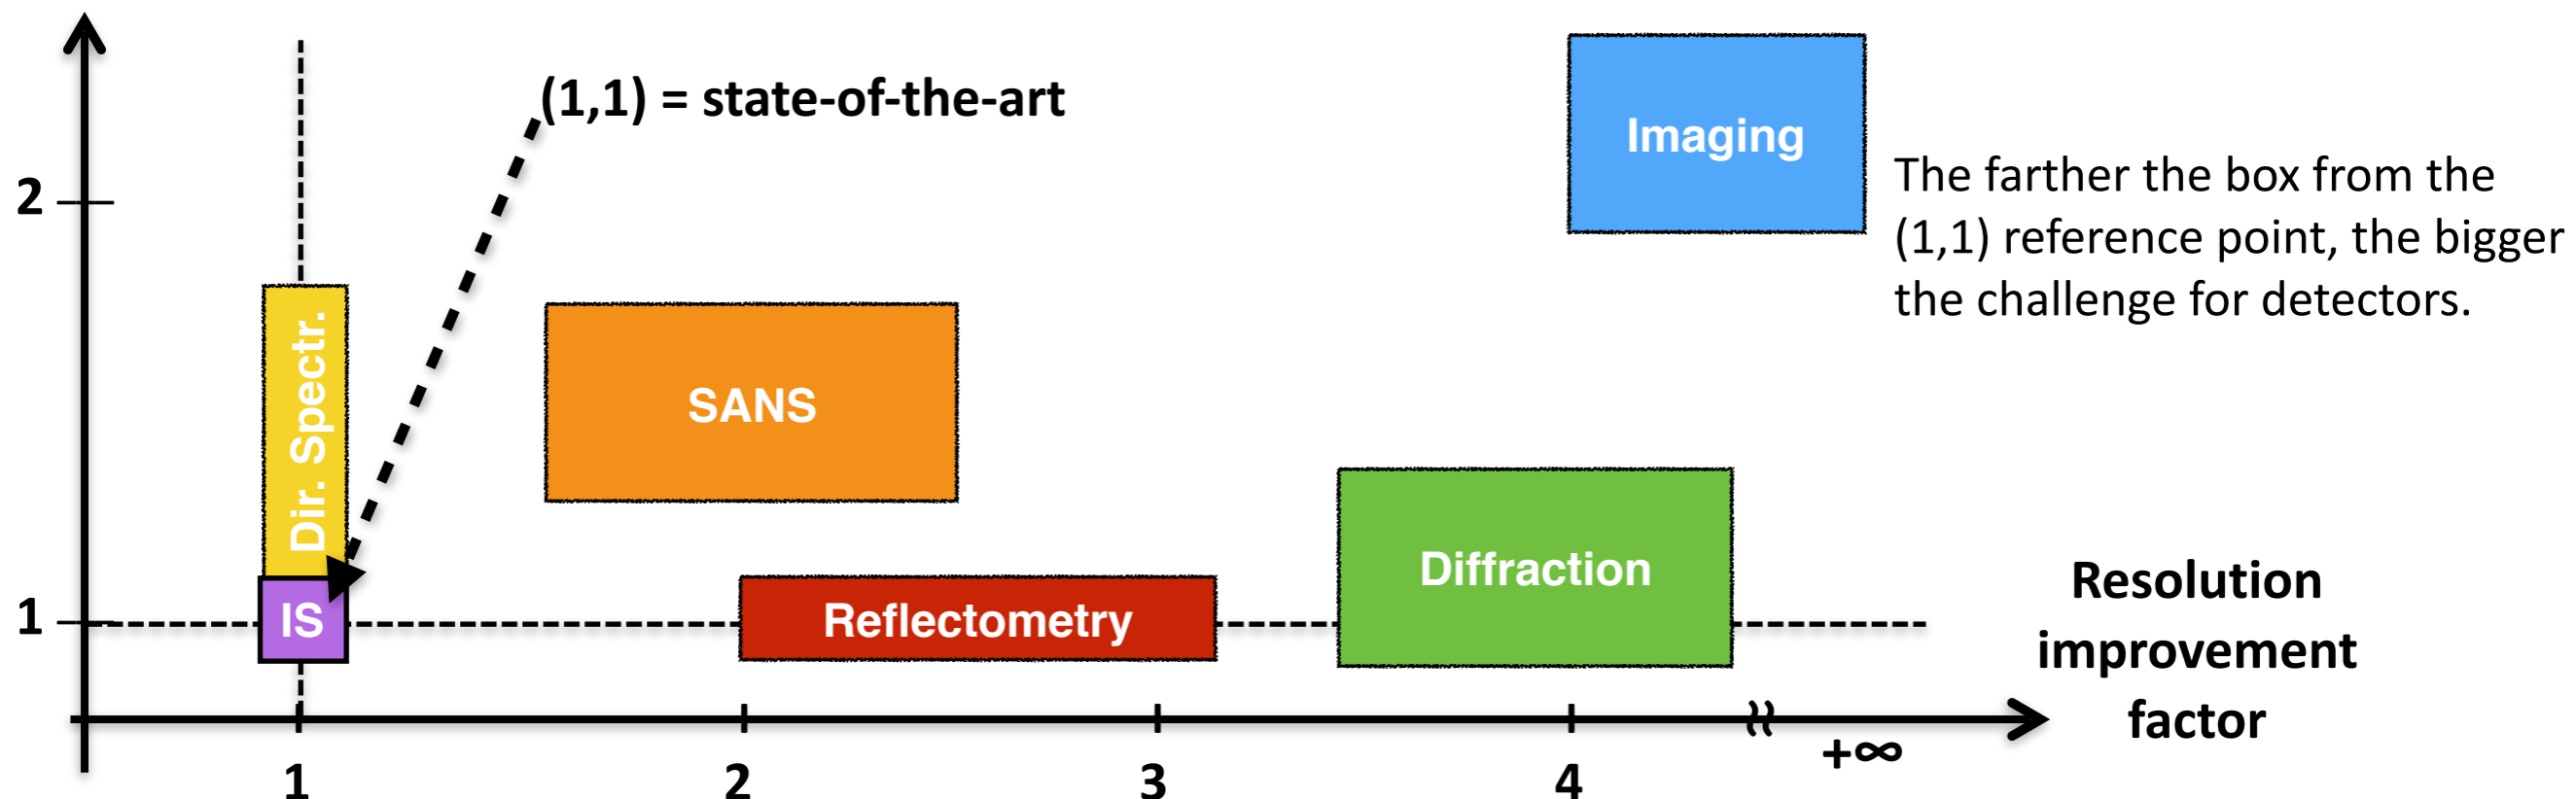 (1,1) = state-of-the-art
Imaging
The farther the box from the
(1,1) reference point, the bigger
the challenge for detectors.
2
Dir. Spectr.
SANS
Diffraction
Resolution
improvement
factor
1
IS
Reflectometry
+∞
1
2
3
4